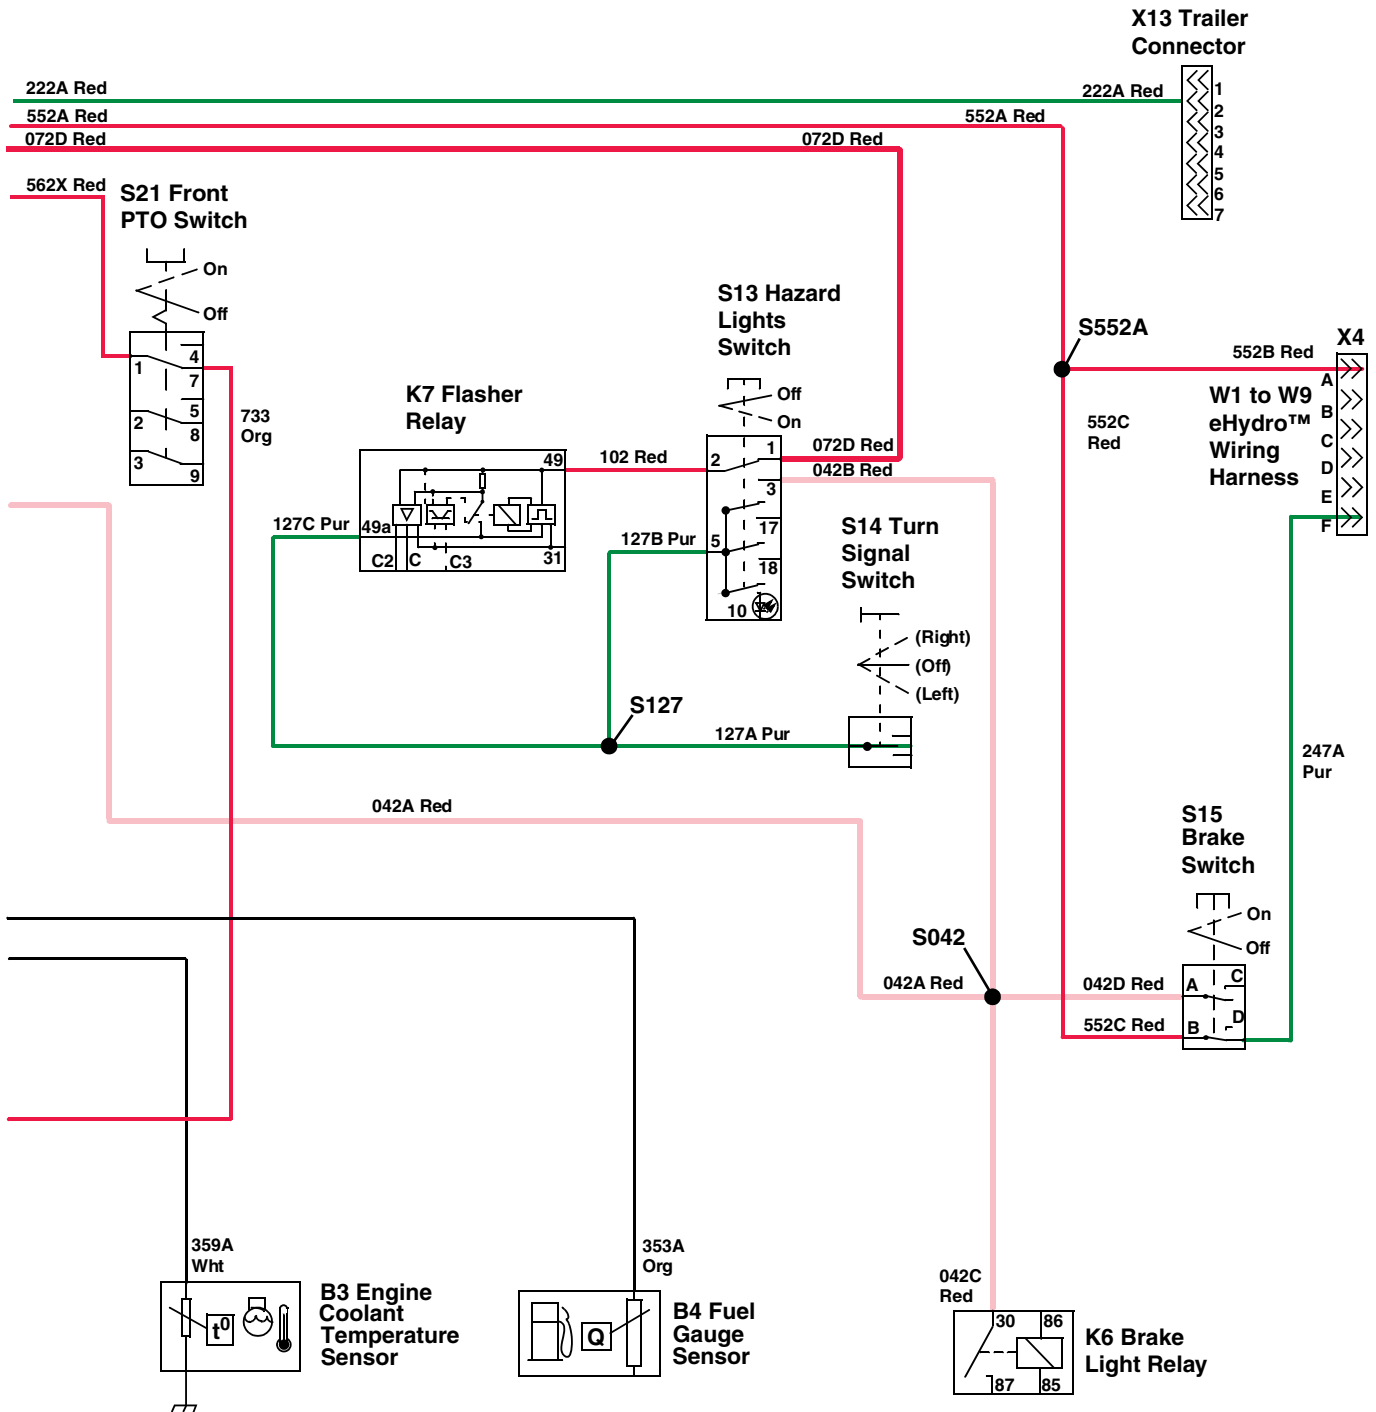 X13 Trailer
Connector
222A Red
222A Red
1
2
3
4
5
6
7
552A Red
552A Red
072D Red
072D Red
562X Red
S21 Front
PTO Switch
On
Off
1
4
7
2
5
8
3
9
733
Org
S13 Hazard
Lights
Switch
Off
On
S552A
X4
552B Red
A
B
C
D
E
F
W1 to W9
eHydro™
Wiring
Harness
552C
Red
K7 Flasher
Relay
49
49a
C2
C
C3
31
102 Red
2
1
3
5
17
18
10
072D Red
042B Red
127C Pur
127B Pur
S14 Turn
Signal
Switch
(Right)
(Off)
(Left)
S127
127A Pur
247A
Pur
042A Red
S15
Brake
Switch
On
Off
S042
042A Red
042D Red
A
C
552C Red
B
D
359A
Wht
353A
Org
042C
Red
B3 Engine
Coolant
Temperature
Sensor
t0
Q
B4 Fuel
Gauge
Sensor
30
86
87
85
K6 Brake
Light Relay